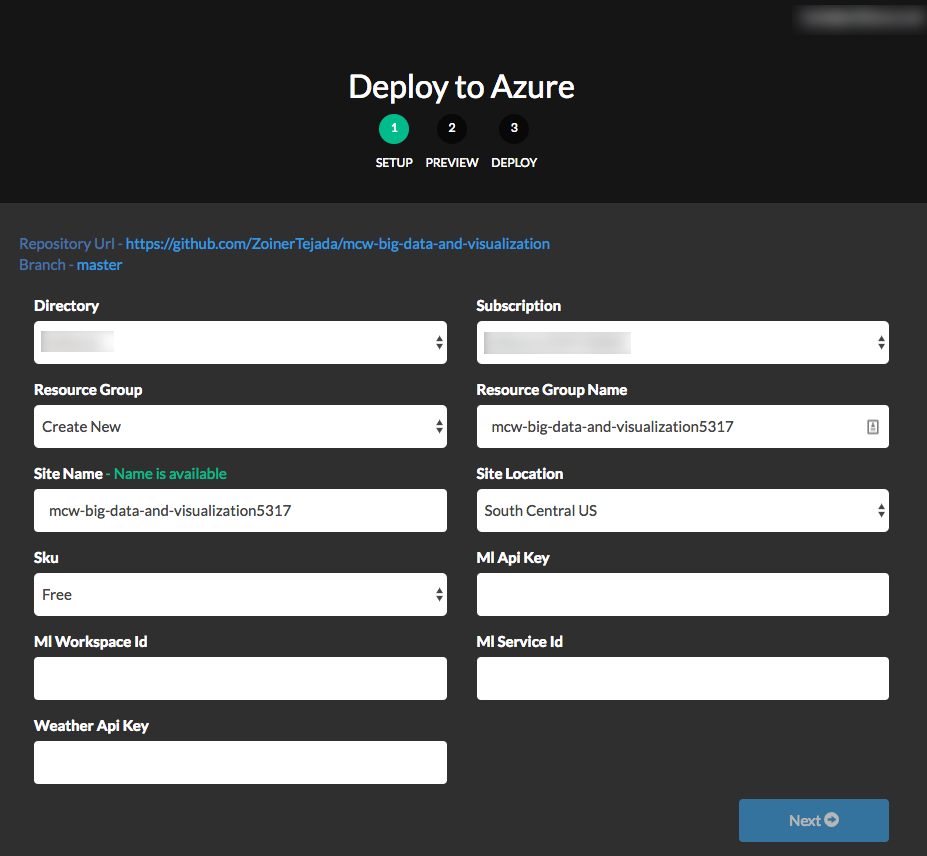 Deploy to Azure
1 2 3
SETUP PREVIEW DEPLOY
Repository Url - https://github.com/ZoinerTejada/mcw-big-data-and-visualization
Branch - master
Directory Subscription
Resource Group Resource Group Name
Create New mcw-big-data-and-visualization5317
Site Name - Name is available Site Location
mcw-big-data-and-visualization5317 South Central US
Sku Ml Api Key
Free
Ml Workspace Id Ml Service Id
Weather Api Key
Next